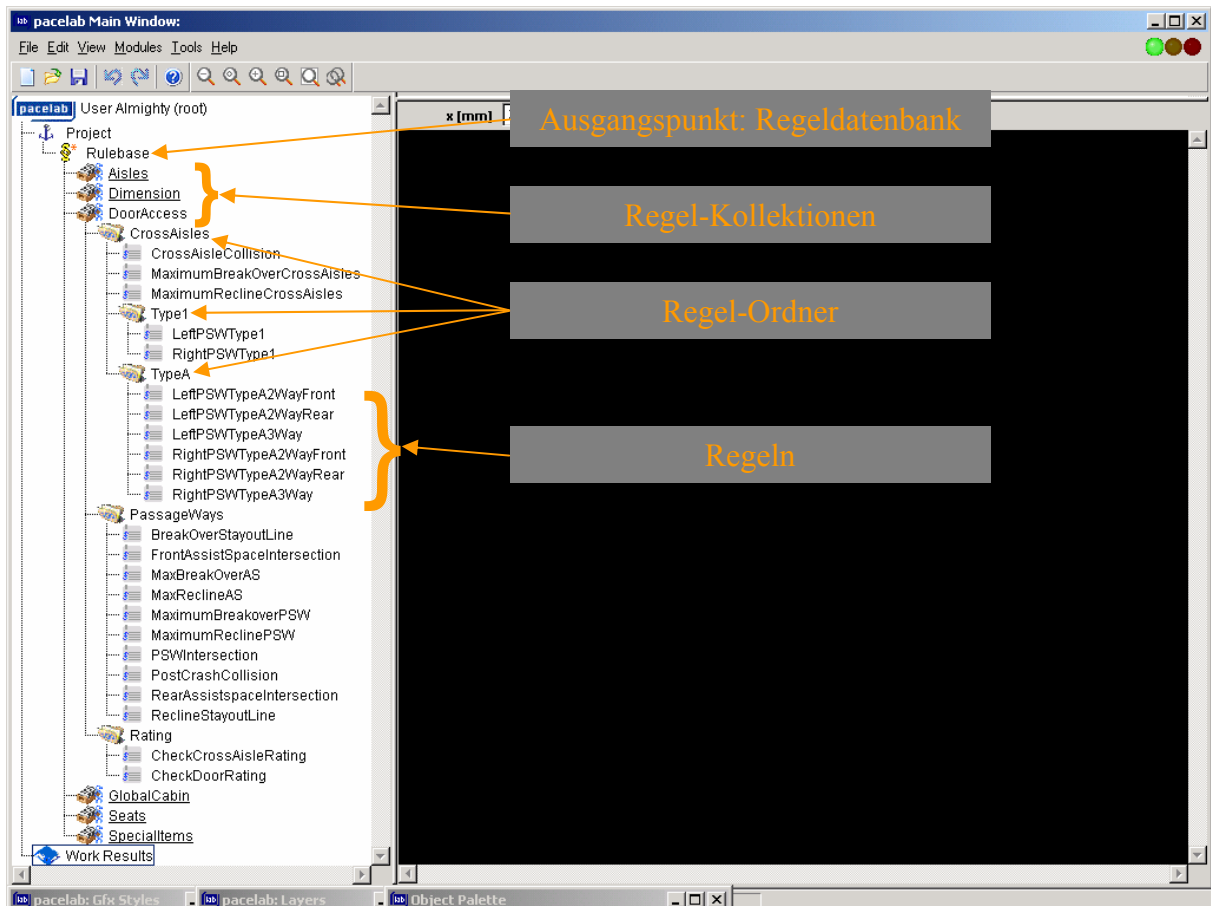 pacelab Main Window:
File Edit View Modules Tools Help
pacelab User Almighty (root)
x [mm]
Project
Rulebase
Aisles
Dimension
DoorAccess
CrossAisles
CrossAisleCollision
MaximumBreakOverCrossAisles
MaximumReclineCrossAisles
Type1
LeftPSWType1
RightPSWType1
TypeA
LeftPSWTypeA2WayFront
LeftPSWTypeA2WayRear
LeftPSWTypeA3Way
RightPSWTypeA2WayFront
RightPSWTypeA2WayRear
RightPSWTypeA3Way
PassageWays
BreakOverStayoutLine
FrontAssistSpaceIntersection
MaxBreakOverAS
MaxReclineAS
MaximumBreakoverPSW
MaximumReclinePSW
PSWIntersection
PostCrashCollision
RearAssistspaceIntersection
ReclineStayoutLine
Rating
CheckCrossAisleRating
CheckDoorRating
GlobalCabin
Seats
SpecialItems
Work Results
Ausgangspunkt: Regeldatenbank
Regel-Kollektionen
Regel-Ordner
Regeln
lab pacelab: Gfx Styles
lab pacelab: Layers
lab Object Palette